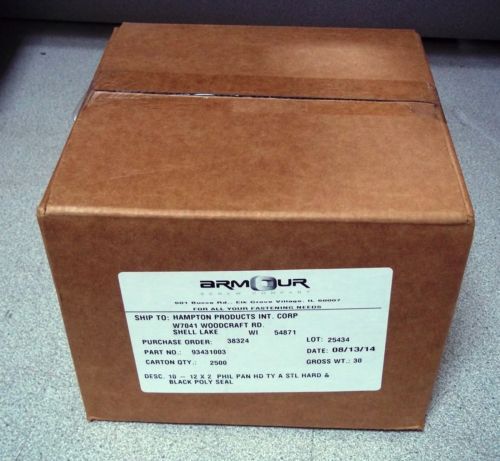 ARMOUR
SCREW COMPANY
FOR ALL YOUR FASTENING NEEDS
SHIP TO: HAMPTON PRODUCTS INT. CORP
W7041 WOODCRAFT RD.
SHELL LAKE WI 54871
PURCHASE ORDER: 38324 LOT: 25434
PART NO.: 93431003 DATE: 08/13/14
CARTON QTY.: 2500 GROSS WT.: 30
DESC. 10 - 12 X 2 PHIL PAN HD TY A STL HARD &
BLACK POLY SEAL